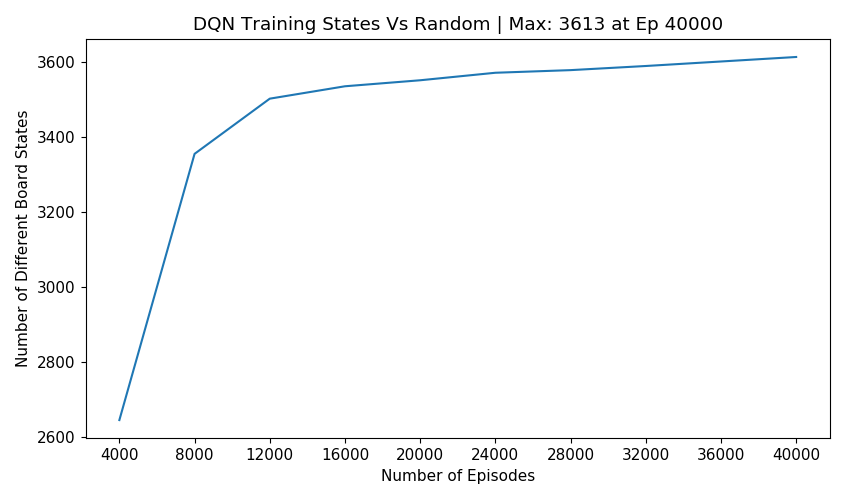 DQN Training States Vs Random | Max: 3613 at Ep 40000
Number of Different Board States
3600
3400
3200
3000
2800
2600
4000 8000 12000 16000 20000 24000 28000 32000 36000 40000
Number of Episodes